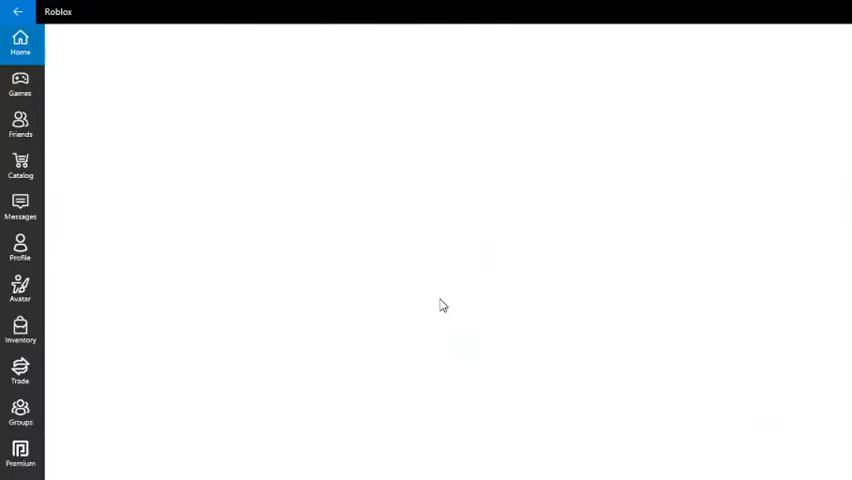 Roblox
Home
Games
Friends
Catalog
Messages
Profile
Avatar
Inventory
Trade
Groups
Premium